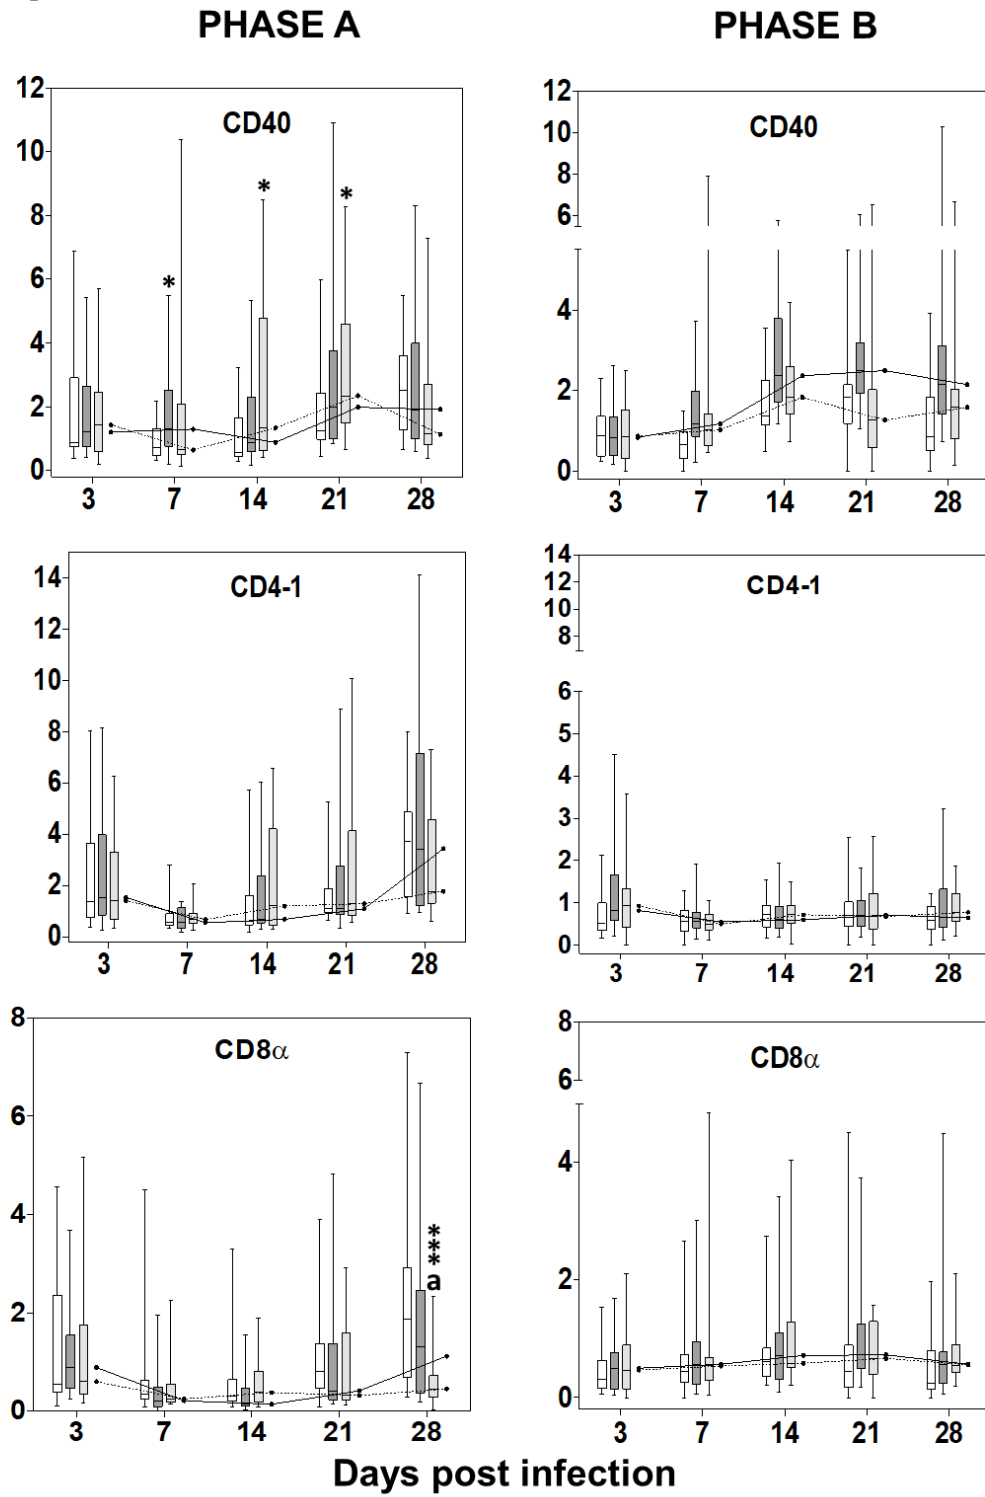 PHASE A PHASE B
CD40 CD40
12 12
10 10
8 8
6 6
4 4
2 2
0 0
* * *
3 7 14 21 28 3 7 14 21 28
CD4-1 CD4-1
14 14
12 12
10 10
8 8
6 6
4 5
2 4
0 3
2
1
0
3 7 14 21 28 3 7 14 21 28
CD8α CD8α
8 8
6 6
4 4
2 2
0 0
***
a
3 7 14 21 28 3 7 14 21 28
Days post infection